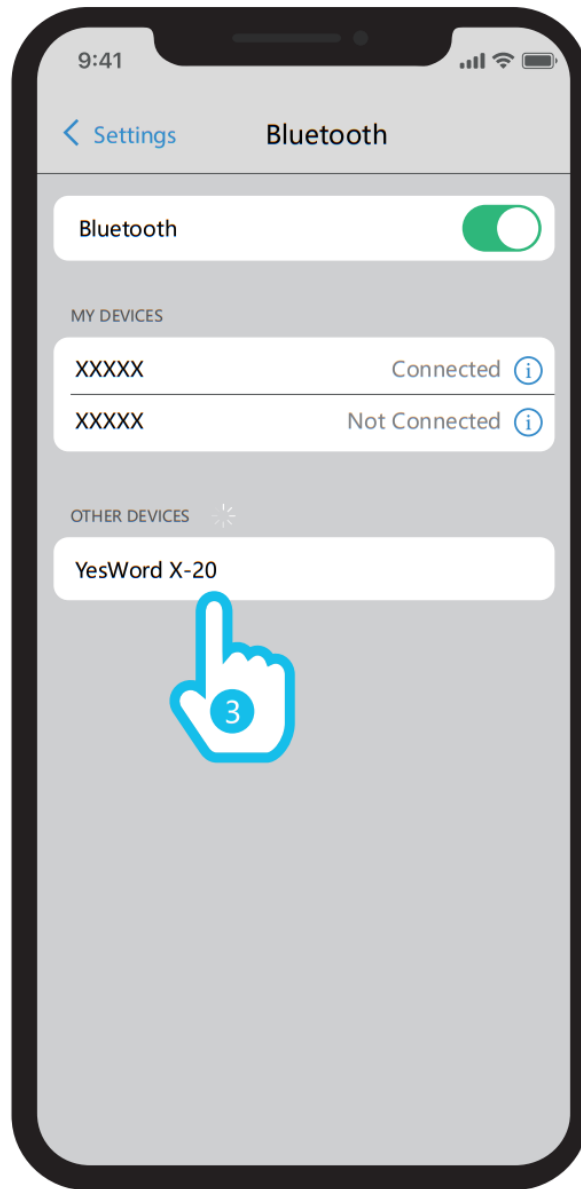 9:41
Settings Bluetooth
Bluetooth
MY DEVICES
XXXXX Connected i
XXXXX Not Connected i
OTHER DEVICES
YesWord X-20
3